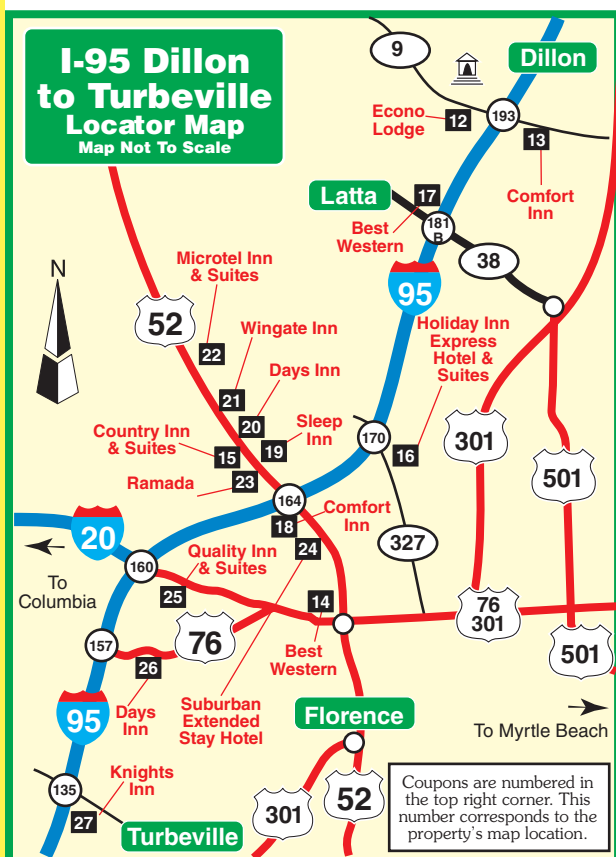 I-95 Dillon
to Turbeville
Locator Map
Map Not To Scale
9
Dillon
Econo
Lodge
12
193
13
Comfort
Inn
17
Latta
181
B
Best
Western
38
N
Microtel Inn
& Suites
95
52
22
Wingate Inn
Holiday Inn
Express
Hotel &
Suites
21
Days Inn
20
Sleep
Inn
19
Country Inn
& Suites
15
170
16
301
501
Ramada
23
164
18
Comfort
Inn
24
327
20
To
Columbia
160
Quality Inn
& Suites
25
14
76
301
157
76
Best
Western
26
501
95
Days
Inn
Suburban
Extended
Stay Hotel
Florence
To Myrtle Beach
135
Knights
Inn
27
Turbeville
301
52
Coupons are numbered in
the top right corner. This
number corresponds to the
property's map location.